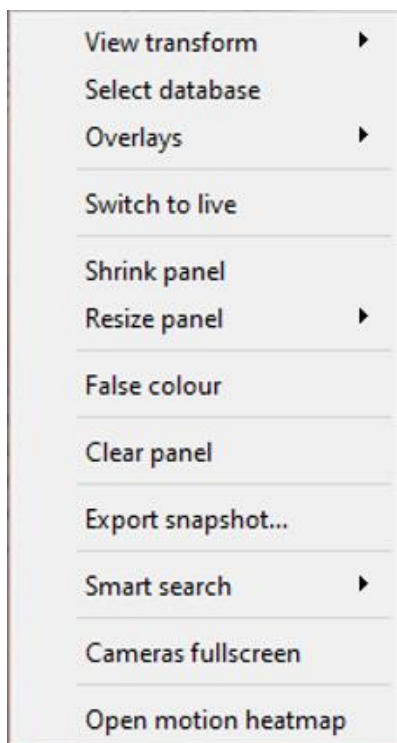 View transform
Select database
Overlays
Switch to live
Shrink panel
Resize panel
False colour
Clear panel
Export snapshot...
Smart search
Cameras fullscreen
Open motion heatmap